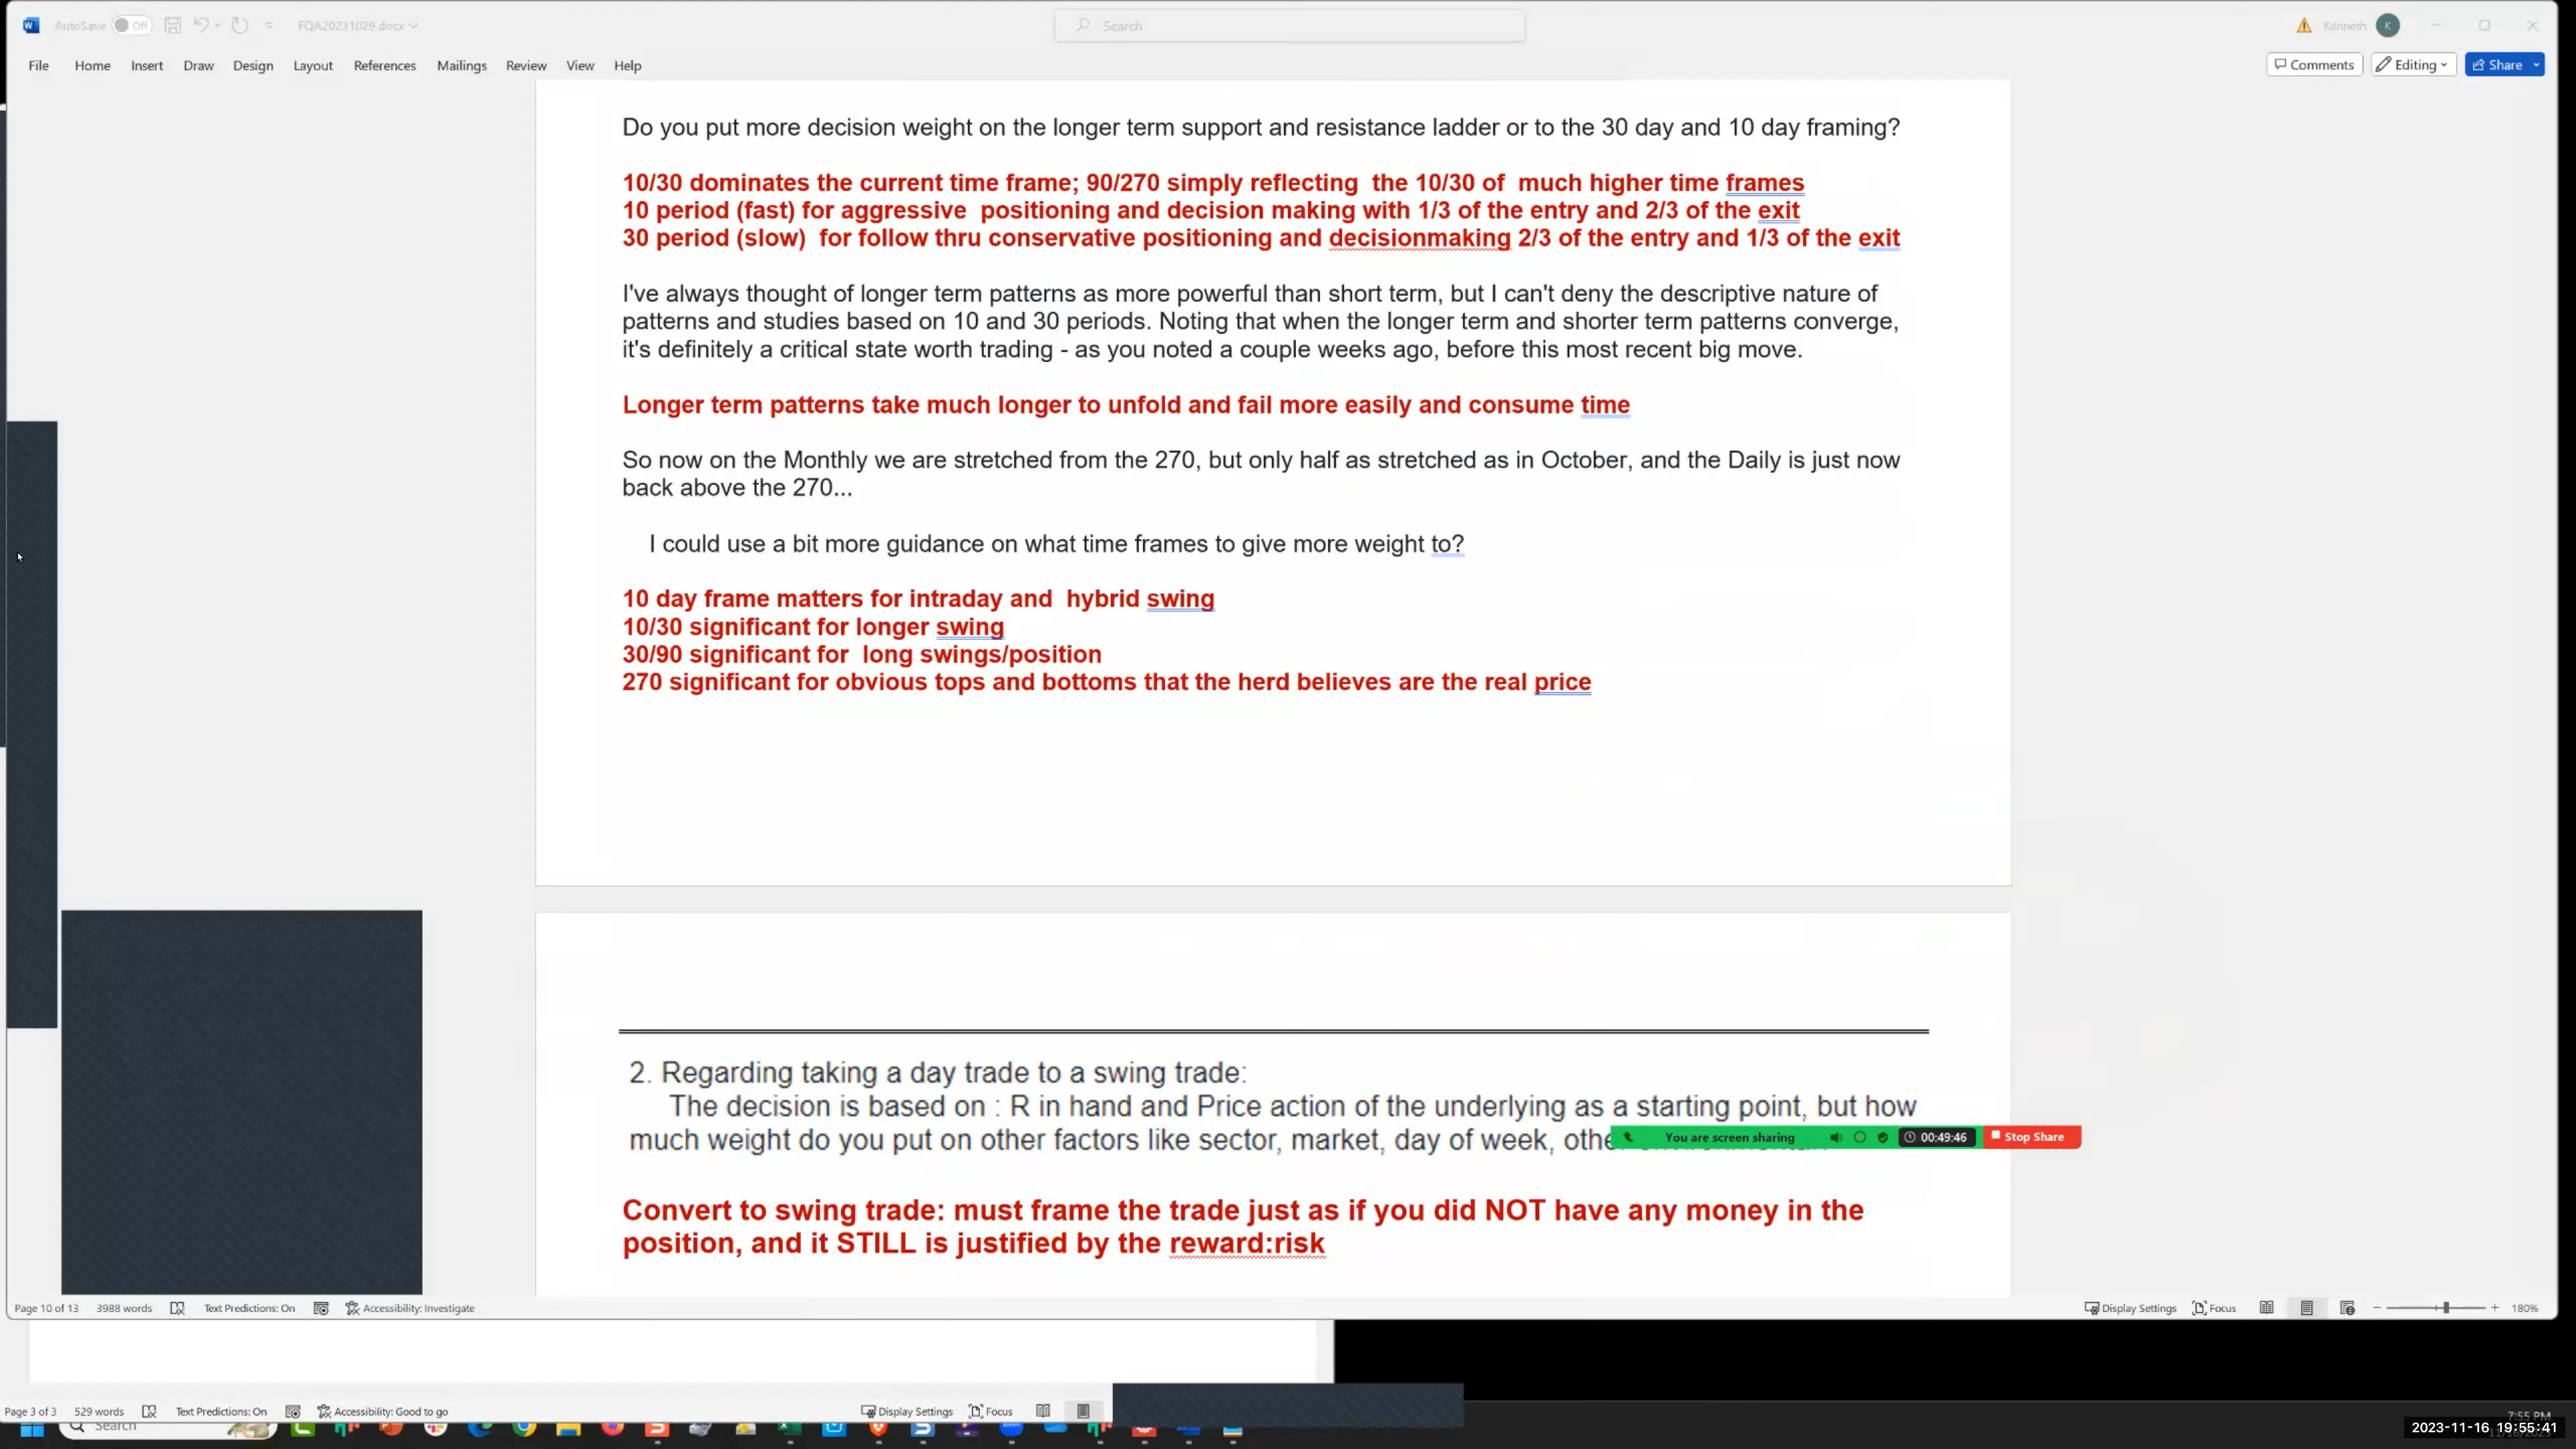 AutoSave Off FQA20231029.docx Search Kenneth K
File Home Insert Draw Design Layout References Mailings Review View Help Comments Editing Share
Do you put more decision weight on the longer term support and resistance ladder or to the 30 day and 10 day framing?
10/30 dominates the current time frame; 90/270 simply reflecting the 10/30 of much higher time frames
10 period (fast) for aggressive positioning and decision making with 1/3 of the entry and 2/3 of the exit
30 period (slow) for follow thru conservative positioning and decisionmaking 2/3 of the entry and 1/3 of the exit
I've always thought of longer term patterns as more powerful than short term, but I can't deny the descriptive nature of
patterns and studies based on 10 and 30 periods. Noting that when the longer term and shorter term patterns converge,
it's definitely a critical state worth trading - as you noted a couple weeks ago, before this most recent big move.
Longer term patterns take much longer to unfold and fail more easily and consume time
So now on the Monthly we are stretched from the 270, but only half as stretched as in October, and the Daily is just now
back above the 270...
I could use a bit more guidance on what time frames to give more weight to?
10 day frame matters for intraday and hybrid swing
10/30 significant for longer swing
30/90 significant for long swings/position
270 significant for obvious tops and bottoms that the herd believes are the real price
2. Regarding taking a day trade to a swing trade:
The decision is based on : R in hand and Price action of the underlying as a starting point, but how
much weight do you put on other factors like sector, market, day of week, othe
You are screen sharing 00:49:46 Stop Share
Convert to swing trade: must frame the trade just as if you did NOT have any money in the
position, and it STILL is justified by the reward:risk
Page 10 of 13 3988 words Text Predictions: On Accessibility: Investigate Display Settings Focus 180%
Page 3 of 3 529 words Text Predictions: On Accessibility: Good to go Display Settings Focus
Search
7:55 PM
2023-11-16 19:55:41